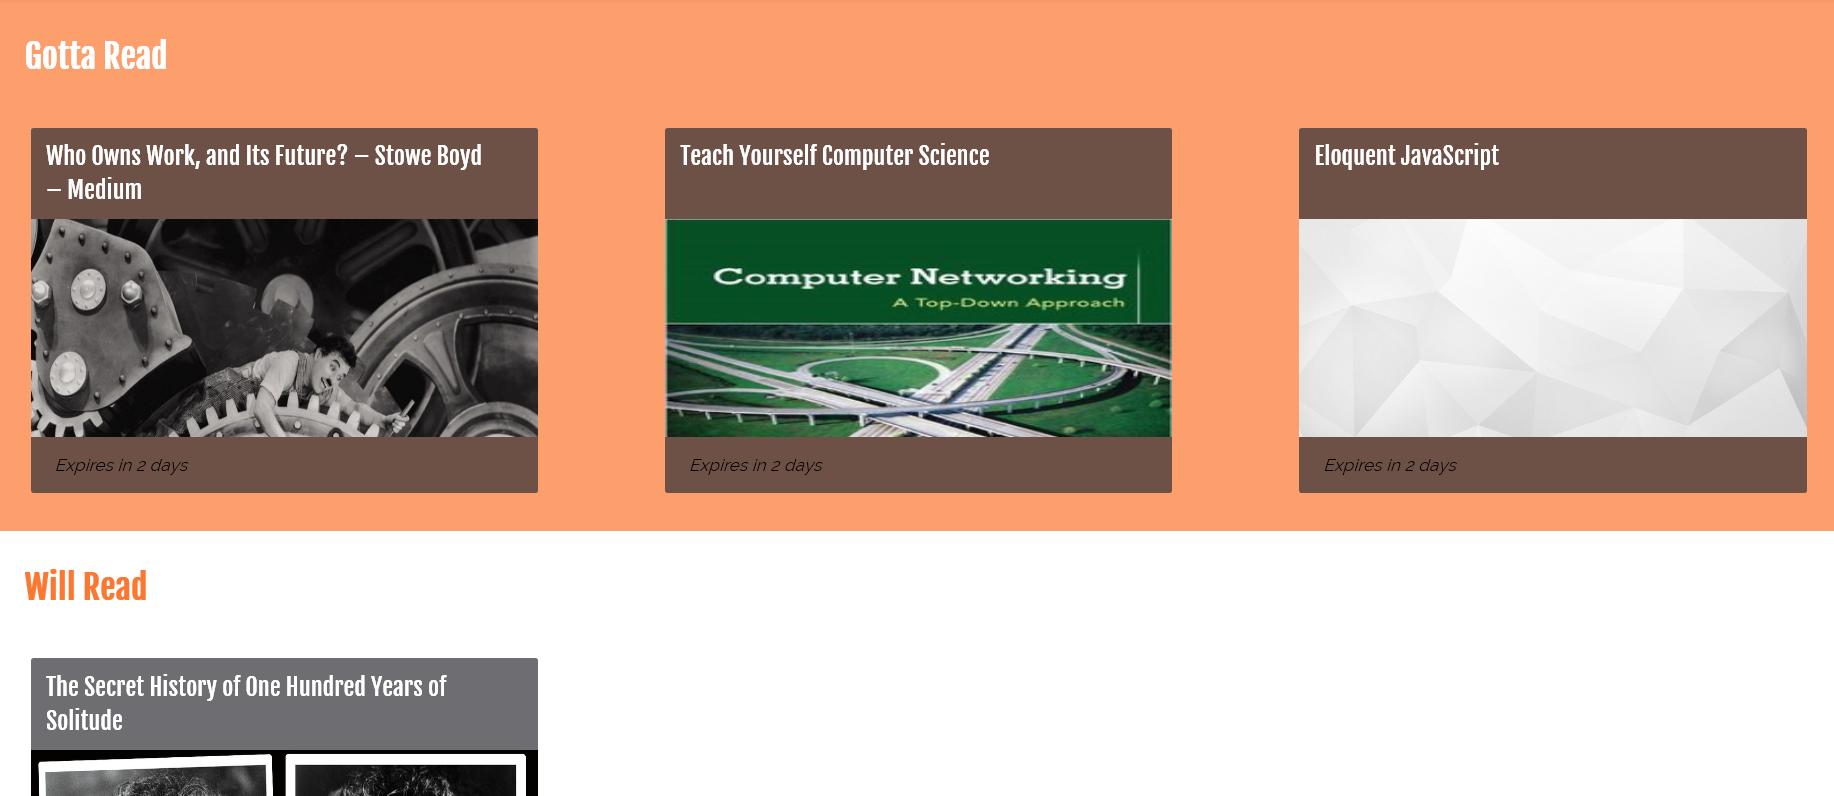 Gotta Read
Who Owns Work, and Its Future? – Stowe Boyd
– Medium
Teach Yourself Computer Science
Eloquent JavaScript
Computer Networking
A Top-Down Approach
Expires in 2 days
Expires in 2 days
Expires in 2 days
Will Read
The Secret History of One Hundred Years of
Solitude